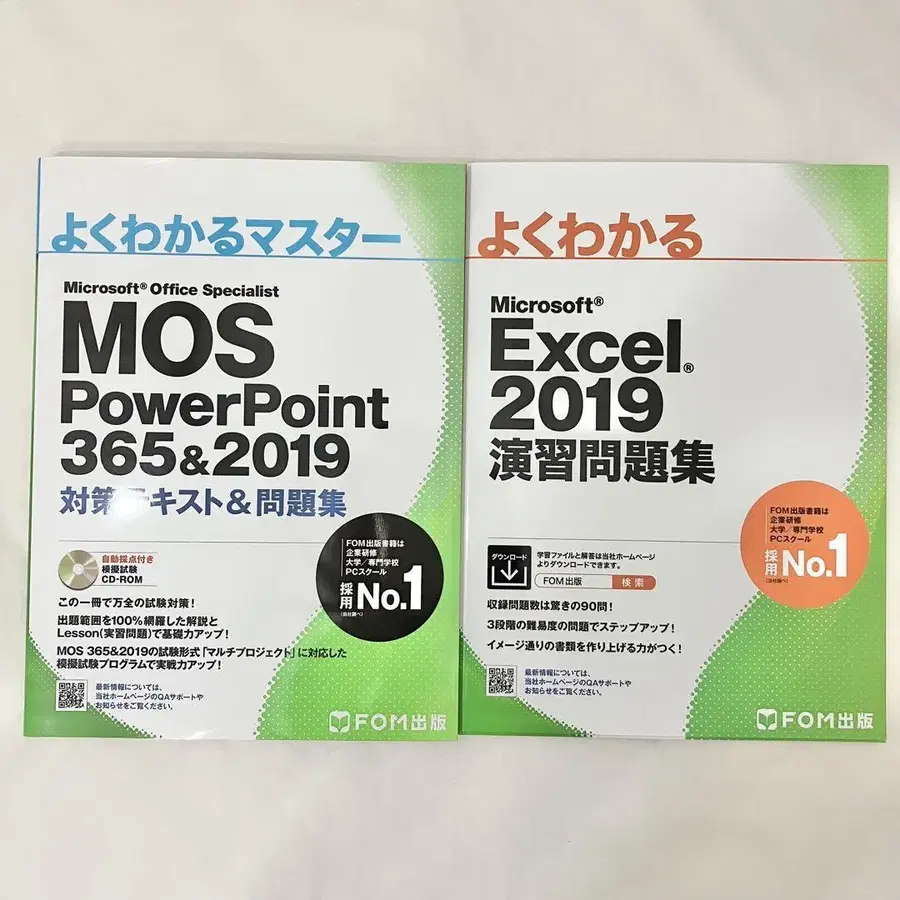 よくわかるマスター
Microsoft® Office Specialist
MOS
PowerPoint
365&2019
対策テキスト&問題集
自動採点付き
模擬試験
CD-ROM
FOM出版書籍は
企業研修
大学/専門学校
PCスクール
採用No.1
(当社調べ)
この一冊で万全の試験対策!
出題範囲を100%網羅した解説と
Lesson(実習問題)で基礎力アップ!
MOS 365&2019の試験形式「マルチプロジェクト」に対応した
模擬試験プログラムで実戦力アップ!
最新情報については、
当社ホームページのQAサポートや
お知らせをご覧ください。
FOM出版
よくわかる
Microsoft®
Excel®
2019
演習問題集
FOM出版書籍は
企業研修
大学/専門学校
PCスクール
採用No.1
(当社調べ)
ダウンロード
学習ファイルと解答は当社ホームページ
よりダウンロードできます。
FOM出版 検索
収録問題数は驚きの90問!
3段階の難易度の問題でステップアップ!
イメージ通りの書類を作り上げる力がつく!
最新情報については、
当社ホームページのQAサポートや
お知らせをご覧ください。
FOM出版